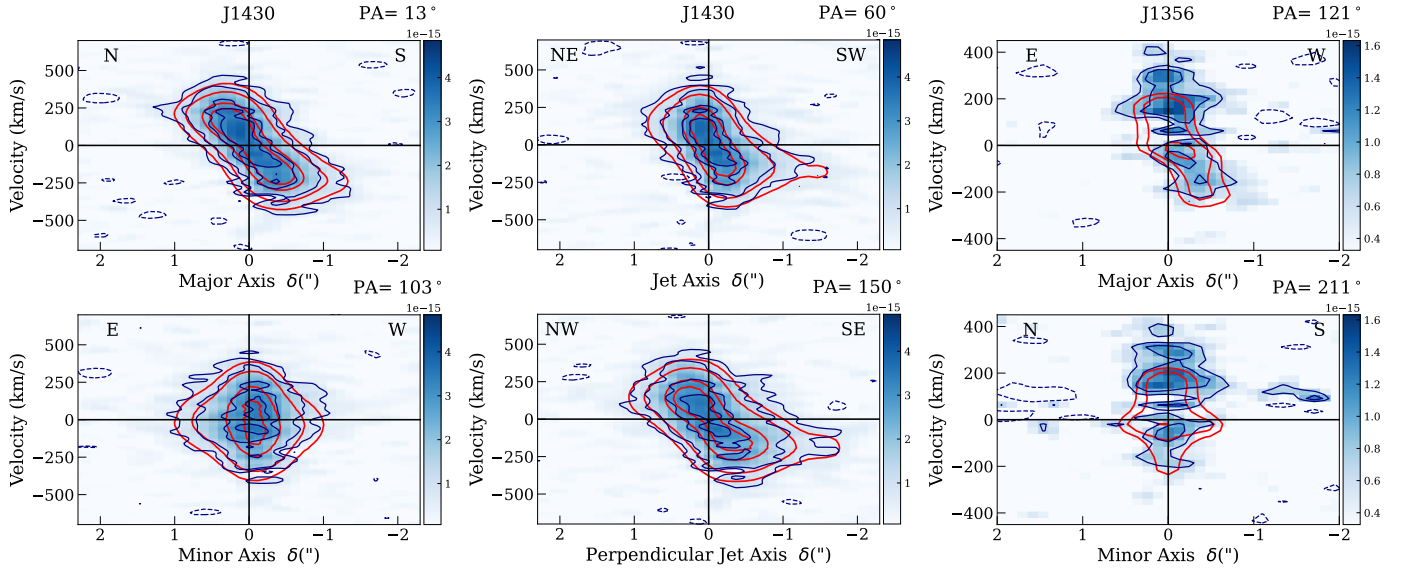 J1430 PA= 13°
1e−15
N S
Velocity (km/s)
500
250
0
−250
−500
2 1 0 −1 −2
Major Axis δ(")
4
3
2
1
J1430 PA= 60°
1e−15
NE SW
Velocity (km/s)
500
250
0
−250
−500
2 1 0 −1 −2
Jet Axis δ(")
4
3
2
1
J1356 PA= 121°
1e−15
E W
Velocity (km/s)
400
200
0
−200
−400
2 1 0 −1 −2
Major Axis δ(")
1.6
1.4
1.2
1.0
0.8
0.6
0.4
PA= 103°
1e−15
E W
Velocity (km/s)
500
250
0
−250
−500
2 1 0 −1 −2
Minor Axis δ(")
4
3
2
1
PA= 150°
1e−15
NW SE
Velocity (km/s)
500
250
0
−250
−500
2 1 0 −1 −2
Perpendicular Jet Axis δ(")
4
3
2
1
PA= 211°
1e−15
N S
Velocity (km/s)
400
200
0
−200
−400
2 1 0 −1 −2
Minor Axis δ(")
1.6
1.4
1.2
1.0
0.8
0.6
0.4